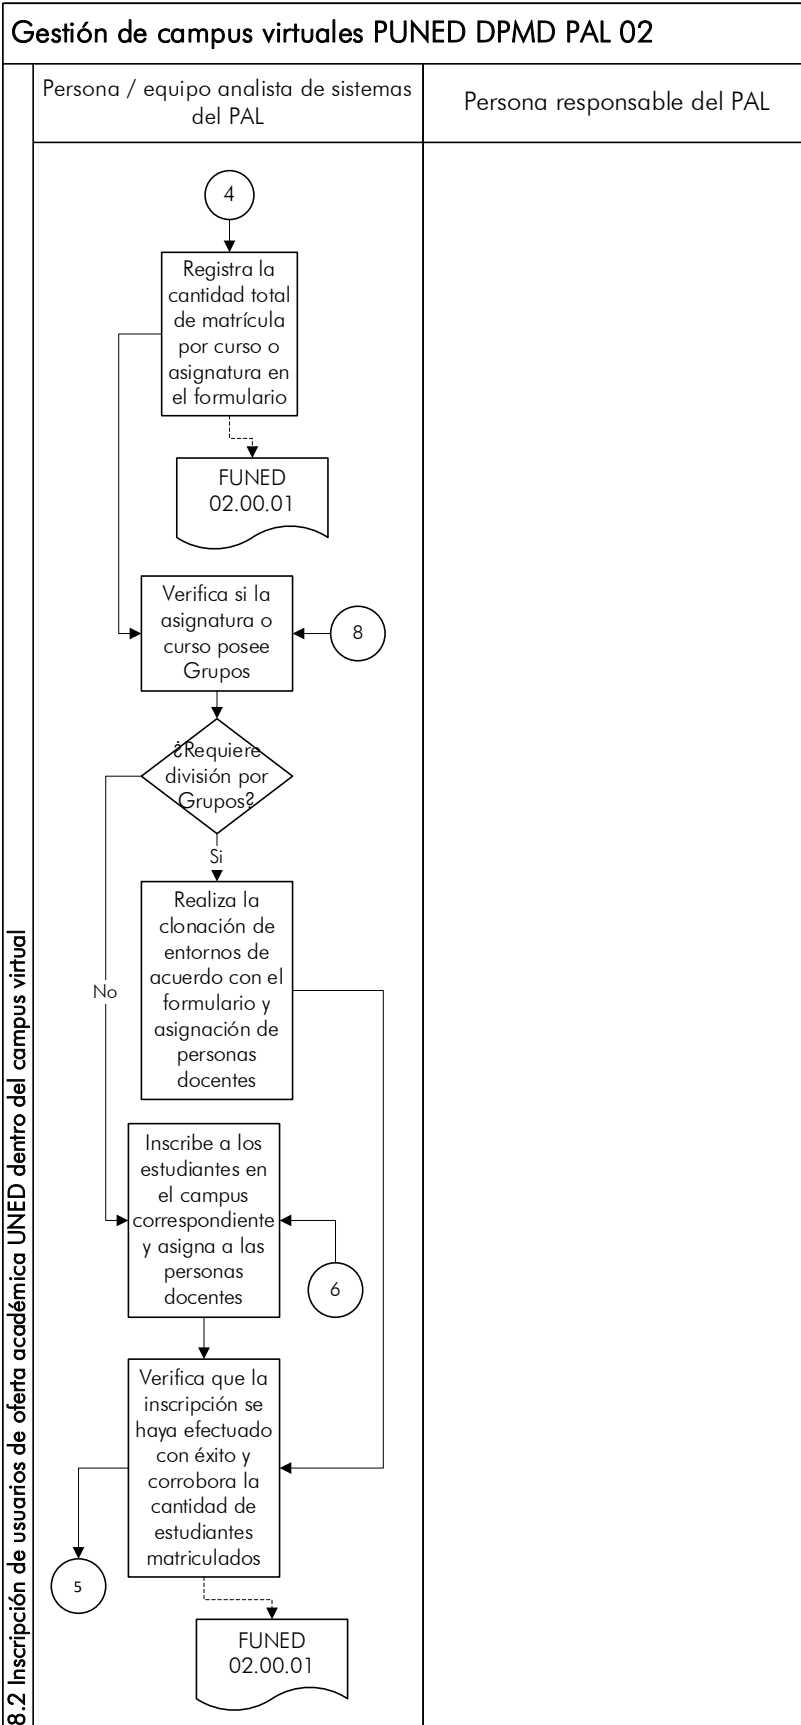 Gestión de campus virtuales PUNED DPMD PAL 02
Persona / equipo analista de sistemas
del PAL
Persona responsable del PAL
8.2 Inscripción de usuarios de oferta académica UNED dentro del campus virtual
4
Registra la
cantidad total
de matrícula
por curso o
asignatura en
el formulario
FUNED
02.00.01
Verifica si la
asignatura o
curso posee
Grupos
8
¿Requiere
división por
Grupos?
Si
No
Realiza la
clonación de
entornos de
acuerdo con el
formulario y
asignación de
personas
docentes
Inscribe a los
estudiantes en
el campus
correspondiente
y asigna a las
personas
docentes
6
Verifica que la
inscripción se
haya efectuado
con éxito y
corrobora la
cantidad de
estudiantes
matriculados
5
FUNED
02.00.01